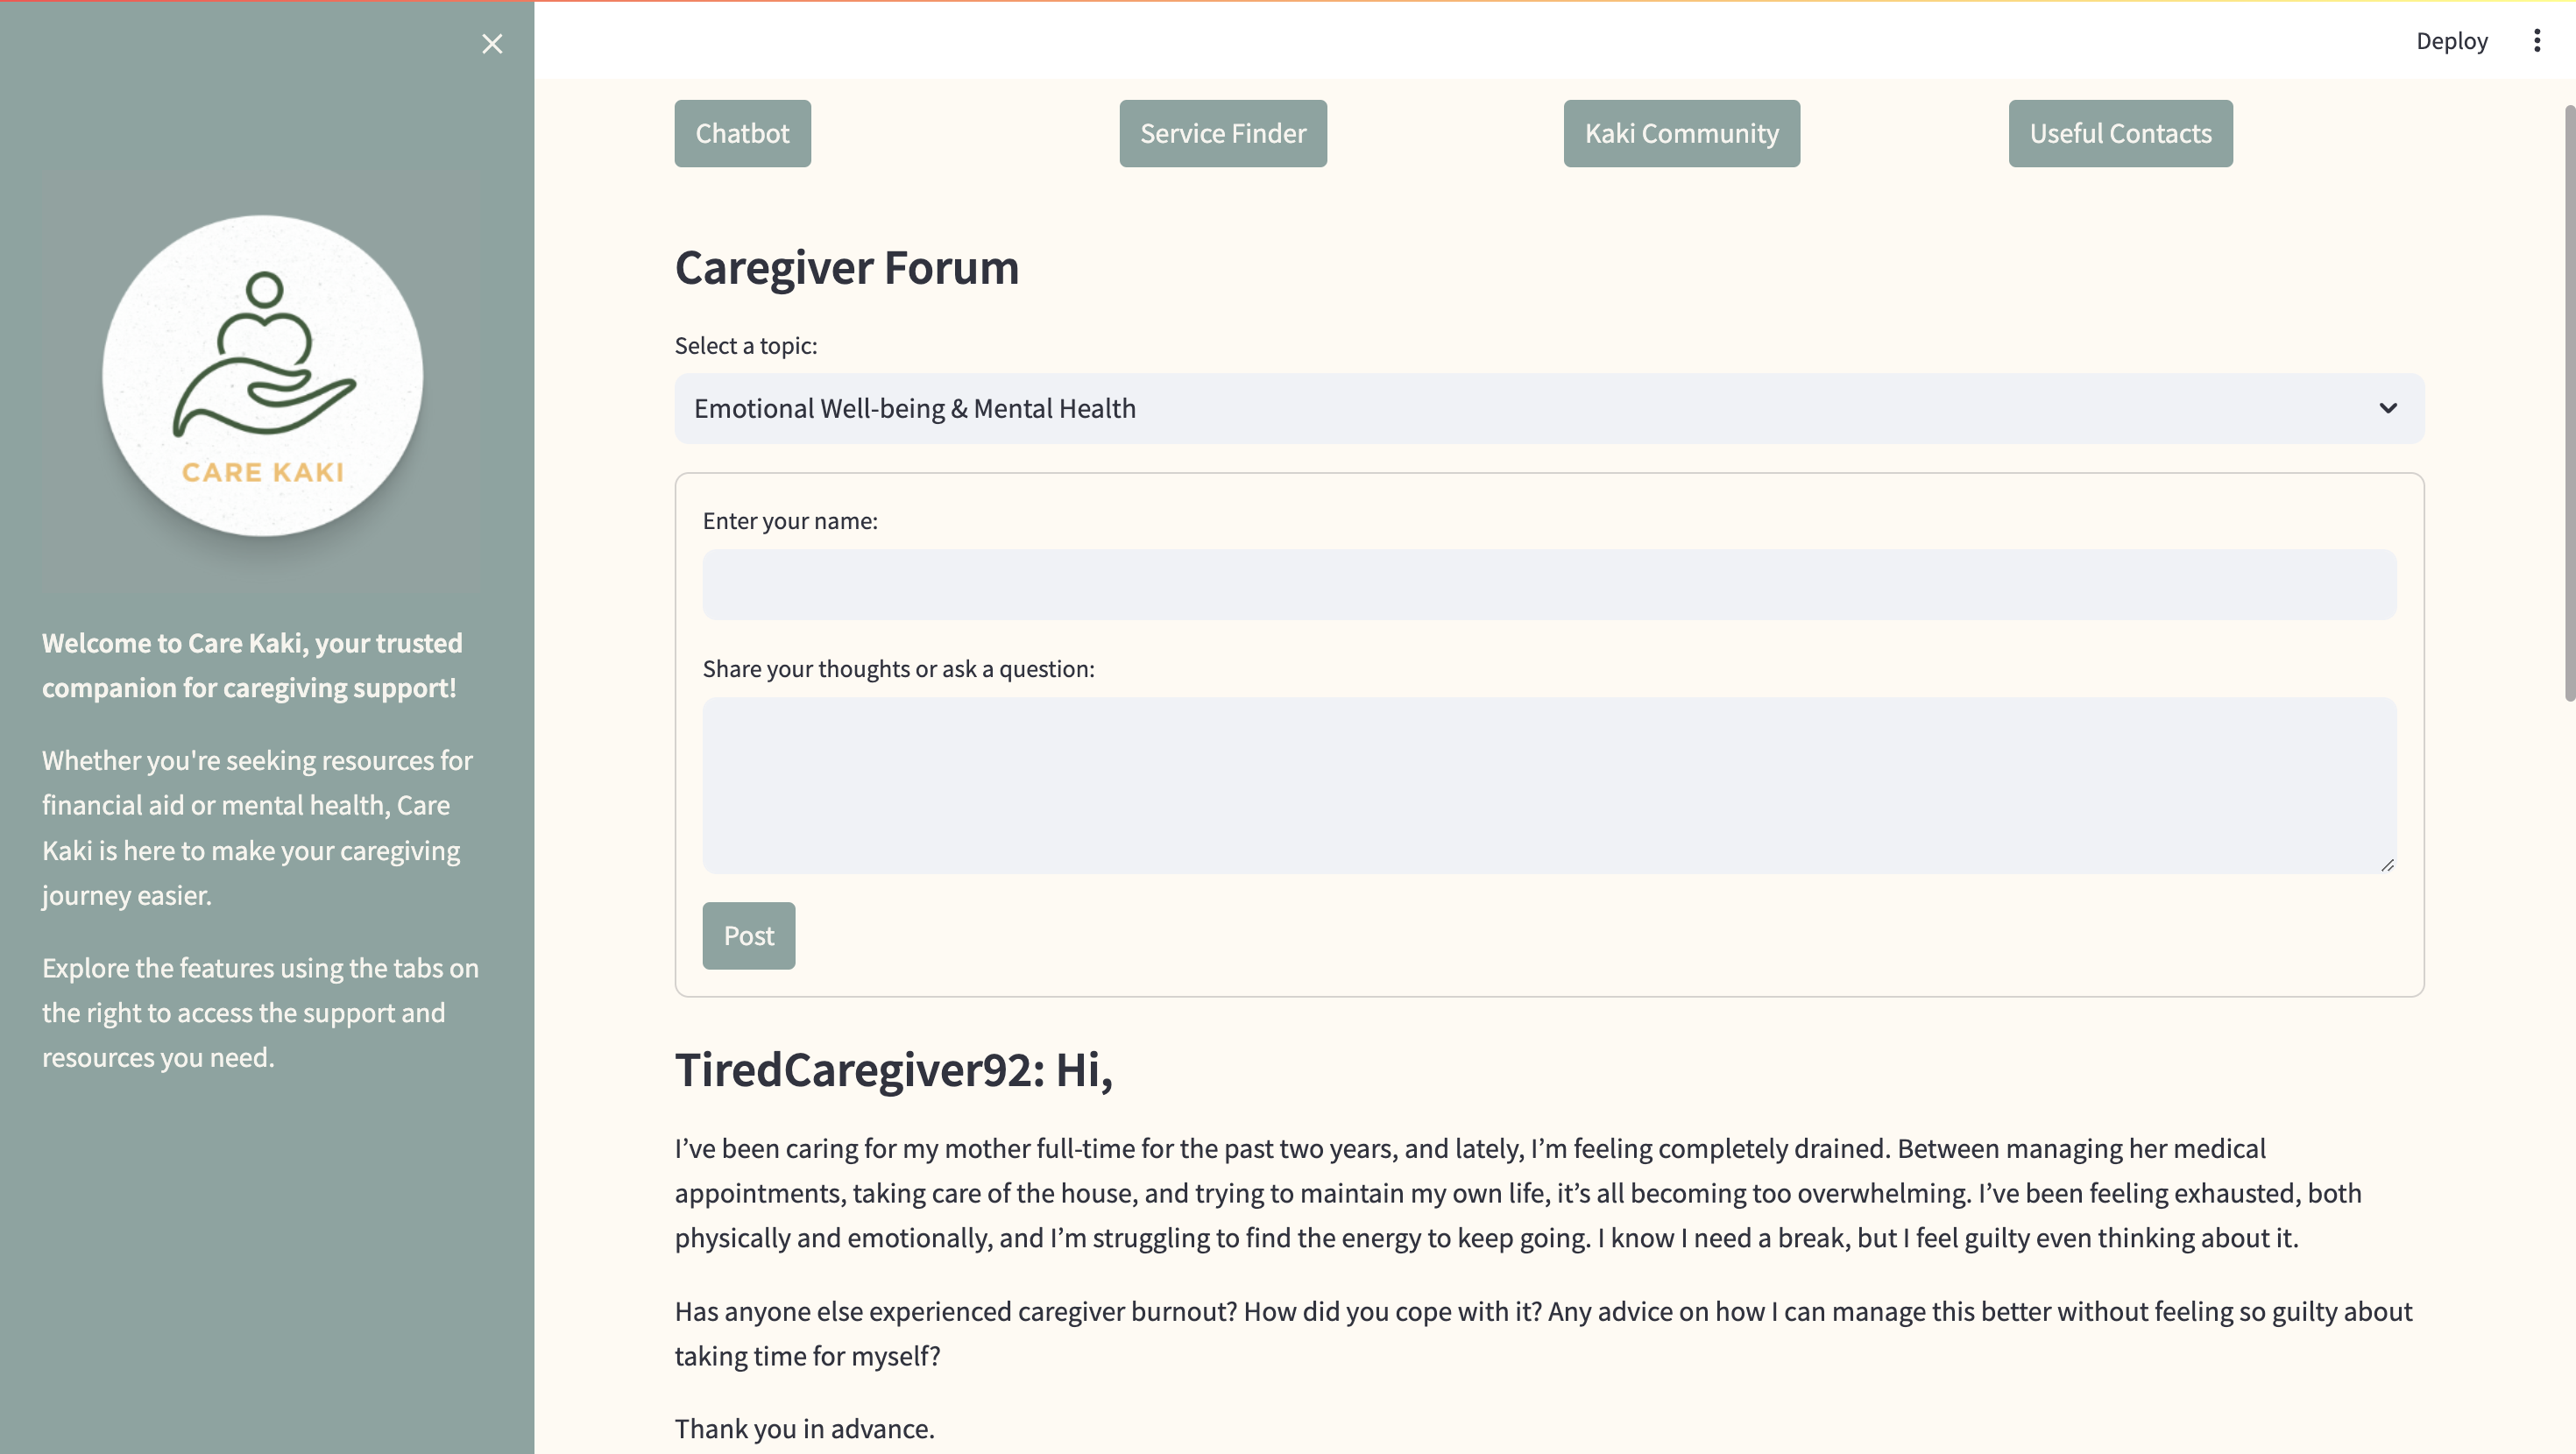 Deploy
Chatbot
Service Finder
Kaki Community
Useful Contacts
CARE KAKI
Welcome to Care Kaki, your trusted
companion for caregiving support!
Whether you're seeking resources for
financial aid or mental health, Care
Kaki is here to make your caregiving
journey easier.
Explore the features using the tabs on
the right to access the support and
resources you need.
Caregiver Forum
Select a topic:
Emotional Well-being & Mental Health
Enter your name:
Share your thoughts or ask a question:
Post
TiredCaregiver92: Hi,
I’ve been caring for my mother full-time for the past two years, and lately, I’m feeling completely drained. Between managing her medical
appointments, taking care of the house, and trying to maintain my own life, it’s all becoming too overwhelming. I’ve been feeling exhausted, both
physically and emotionally, and I’m struggling to find the energy to keep going. I know I need a break, but I feel guilty even thinking about it.
Has anyone else experienced caregiver burnout? How did you cope with it? Any advice on how I can manage this better without feeling so guilty about
taking time for myself?
Thank you in advance.